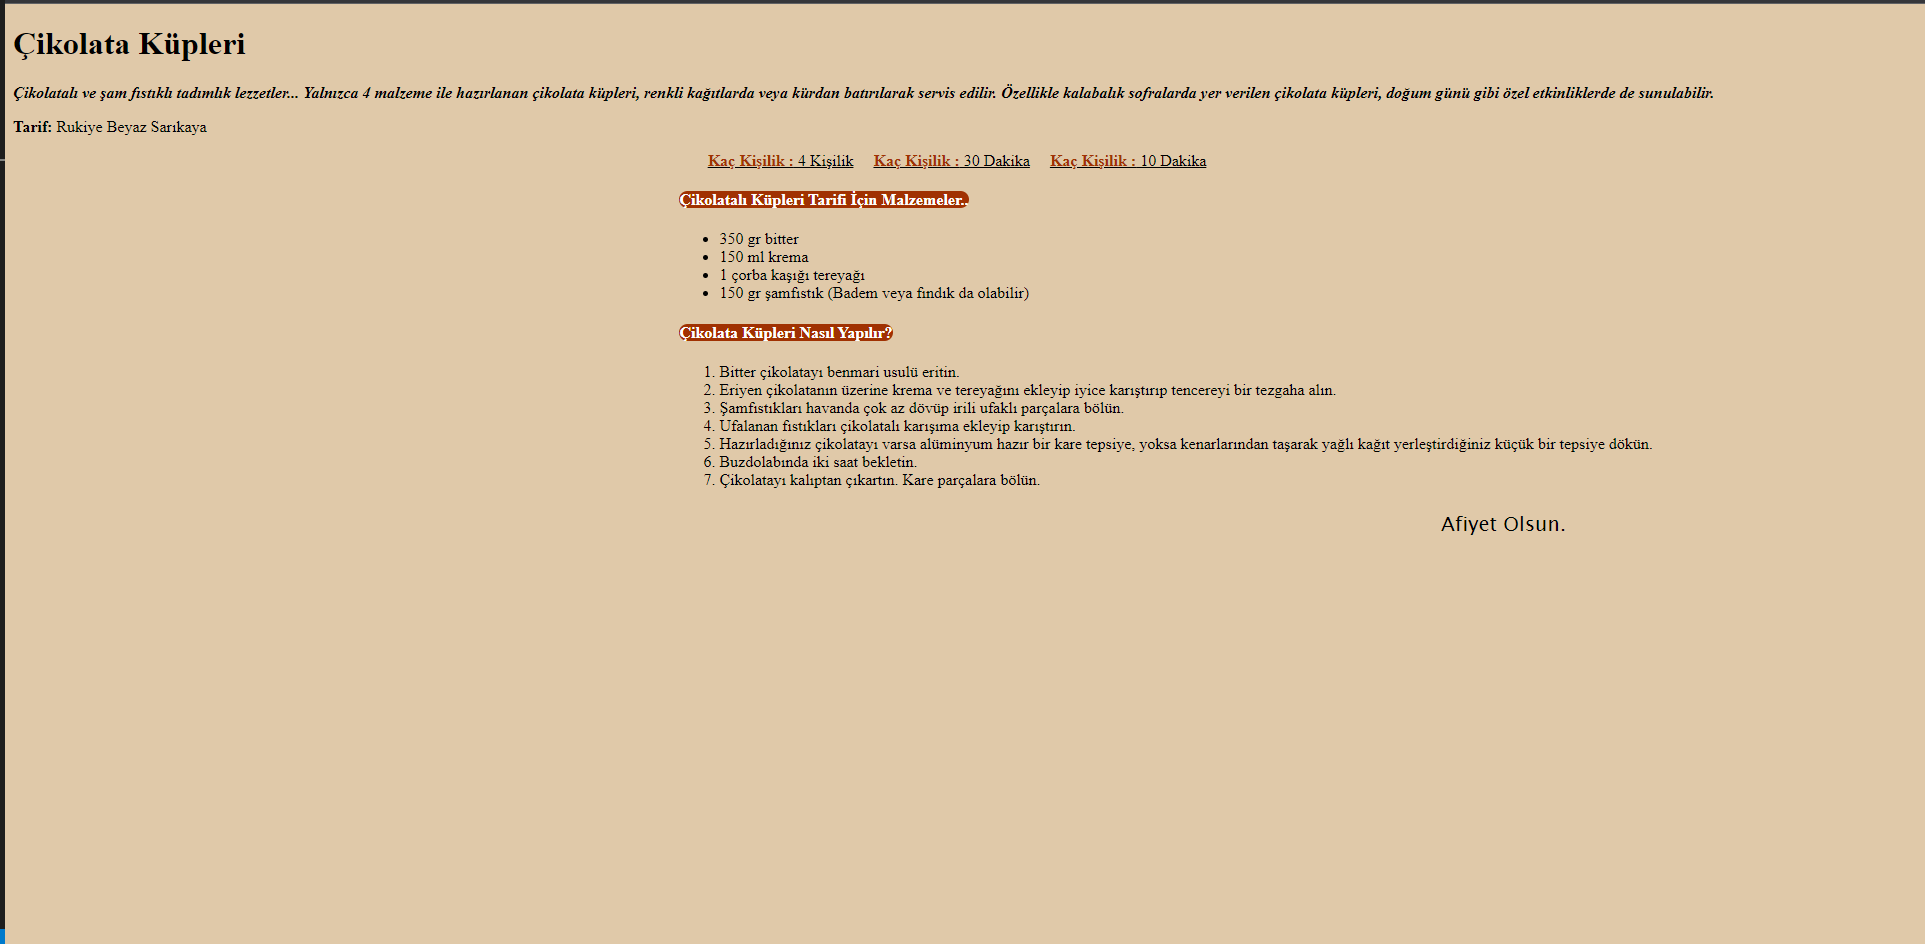 Çikolata Küpleri
Çikolatalı ve şam fıstıklı tadımlık lezzetler... Yalnızca 4 malzeme ile hazırlanan çikolata küpleri, renkli kağıtlarda veya kürdan batırılarak servis edilir. Özellikle kalabalık sofralarda yer verilen çikolata küpleri, doğum günü gibi özel etkinliklerde de sunulabilir.
Tarif: Rukiye Beyaz Sarıkaya
Kaç Kişilik : 4 Kişilik Kaç Kişilik : 30 Dakika Kaç Kişilik : 10 Dakika
Çikolatalı Küpleri Tarifi İçin Malzemeler..
• 350 gr bitter
• 150 ml krema
• 1 çorba kaşığı tereyağı
• 150 gr şamfıstık (Badem veya fındık da olabilir)
Çikolata Küpleri Nasıl Yapılır?
1. Bitter çikolatayı benmari usulü eritin.
2. Eriyen çikolatanın üzerine krema ve tereyağını ekleyip iyice karıştırıp tencereyi bir tezgaha alın.
3. Şamfıstıkları havanda çok az dövüp irili ufaklı parçalara bölün.
4. Ufalanan fıstıkları çikolatalı karışıma ekleyip karıştırın.
5. Hazırladığınız çikolatayı varsa alüminyum hazır bir kare tepsiye, yoksa kenarlarından taşarak yağlı kağıt yerleştirdiğiniz küçük bir tepsiye dökün.
6. Buzdolabında iki saat bekletin.
7. Çikolatayı kalıptan çıkartın. Kare parçalara bölün.
Afiyet Olsun.